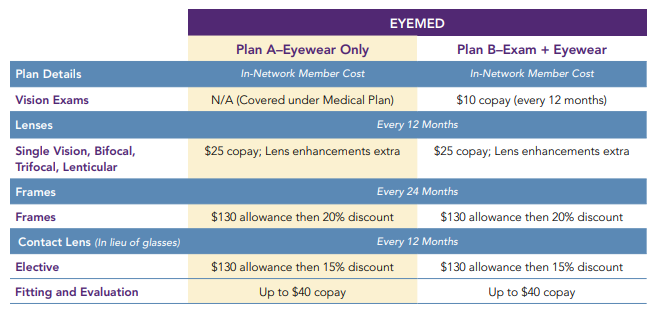 EYEMED
Plan A–Eyewear Only Plan B–Exam + Eyewear
Plan Details In-Network Member Cost In-Network Member Cost
Vision Exams N/A (Covered under Medical Plan) $10 copay (every 12 months)
Lenses Every 12 Months
Single Vision, Bifocal, $25 copay; Lens enhancements extra $25 copay; Lens enhancements extra
Trifocal, Lenticular
Frames Every 24 Months
Frames $130 allowance then 20% discount $130 allowance then 20% discount
Contact Lens (In lieu of glasses) Every 12 Months
Elective $130 allowance then 15% discount $130 allowance then 15% discount
Fitting and Evaluation Up to $40 copay Up to $40 copay